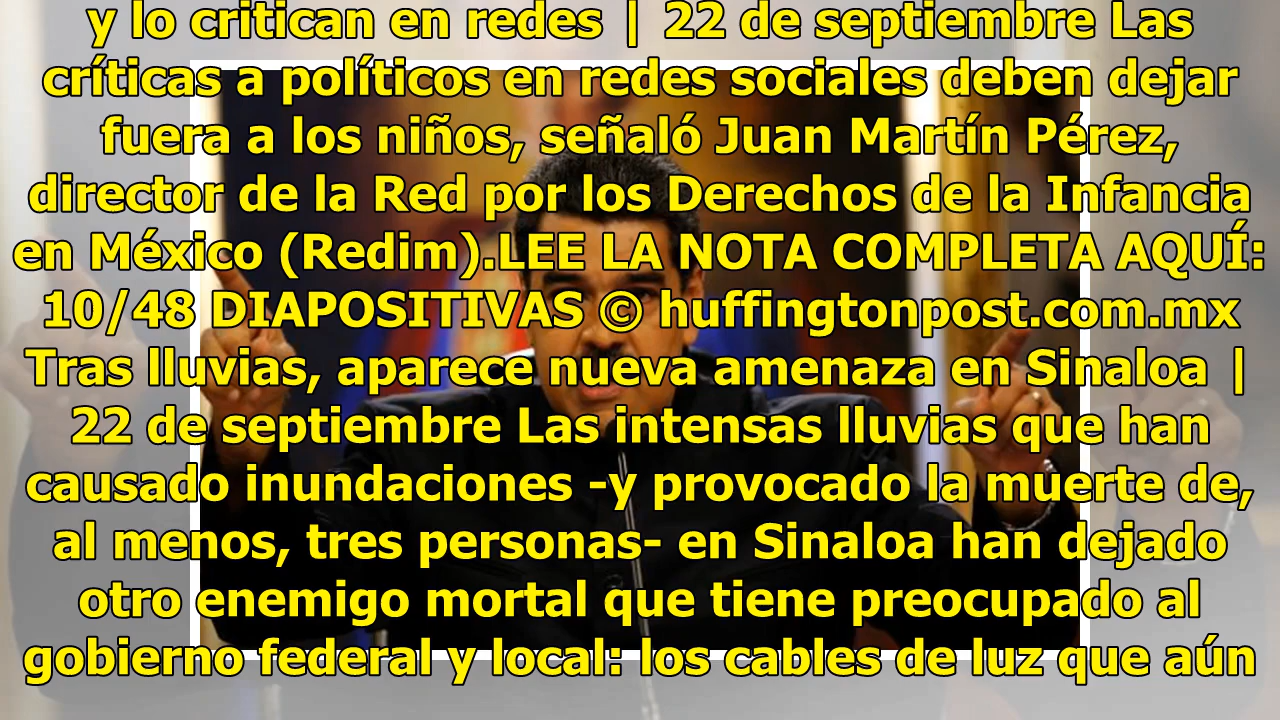 y lo critican en redes | 22 de septiembre Las
críticas a políticos en redes sociales deben dejar
fuera a los niños, señaló Juan Martín Pérez,
director de la Red por los Derechos de la Infancia
en México (Redim).LEE LA NOTA COMPLETA AQUÍ:
10/48 DIAPOSITIVAS © huffingtonpost.com.mx
Tras lluvias, aparece nueva amenaza en Sinaloa |
22 de septiembre Las intensas lluvias que han
causado inundaciones -y provocado la muerte de,
al menos, tres personas- en Sinaloa han dejado
otro enemigo mortal que tiene preocupado al
gobierno federal y local: los cables de luz que aún